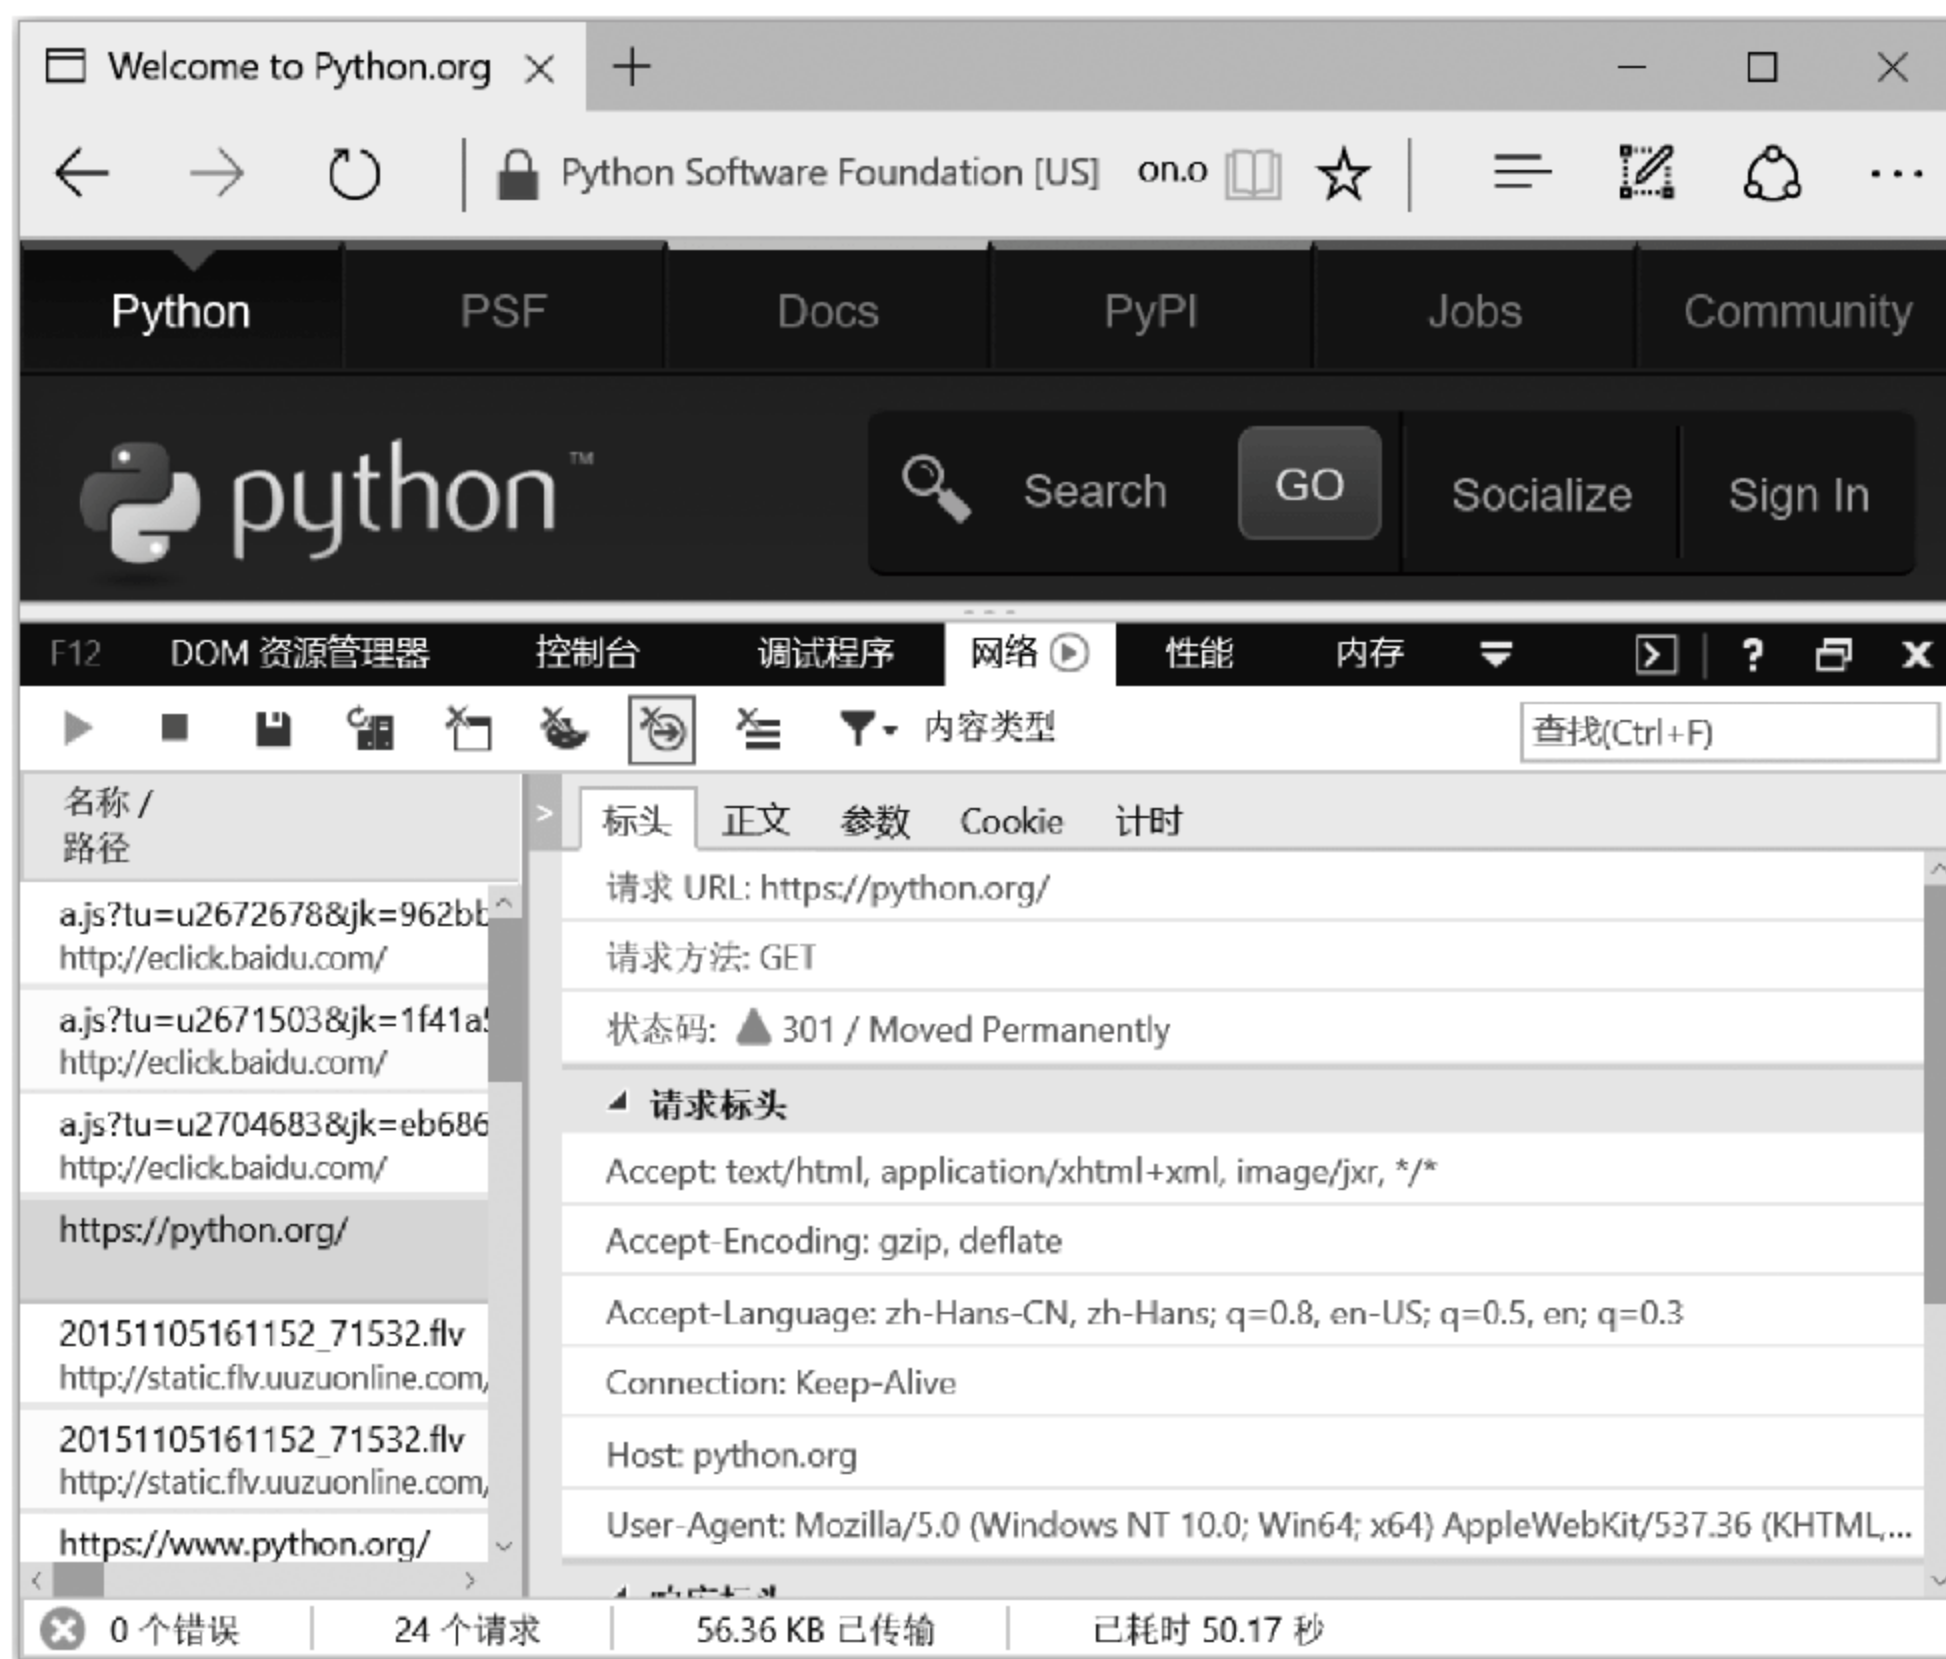 Welcome to Python.org
Python Software Foundation [US] on.o
Python PSF Docs PyPI Jobs Community
python™ Search GO Socialize Sign In
F12 DOM 资源管理器 控制台 调试程序 网络 性能 内存
内容类型 查找(Ctrl+F)
名称 /
路径
a.js?tu=u2672678&jk=962bb
http://eclick.baidu.com/
a.js?tu=u2671503&jk=1f41a
http://eclick.baidu.com/
a.js?tu=u2704683&jk=eb686
http://eclick.baidu.com/
https://python.org/
20151105161152_71532.flv
http://static.flv.uuzuonline.com/
20151105161152_71532.flv
http://static.flv.uuzuonline.com/
https://www.python.org/
标头 正文 参数 Cookie 计时
请求 URL: https://python.org/
请求方法: GET
状态码: 301 / Moved Permanently
请求标头
Accept: text/html, application/xhtml+xml, image/jxr, */*
Accept-Encoding: gzip, deflate
Accept-Language: zh-Hans-CN, zh-Hans; q=0.8, en-US; q=0.5, en; q=0.3
Connection: Keep-Alive
Host: python.org
User-Agent: Mozilla/5.0 (Windows NT 10.0; Win64; x64) AppleWebKit/537.36 (KHTML,...
0 个错误 24 个请求 56.36 KB 已传输 已耗时 50.17 秒